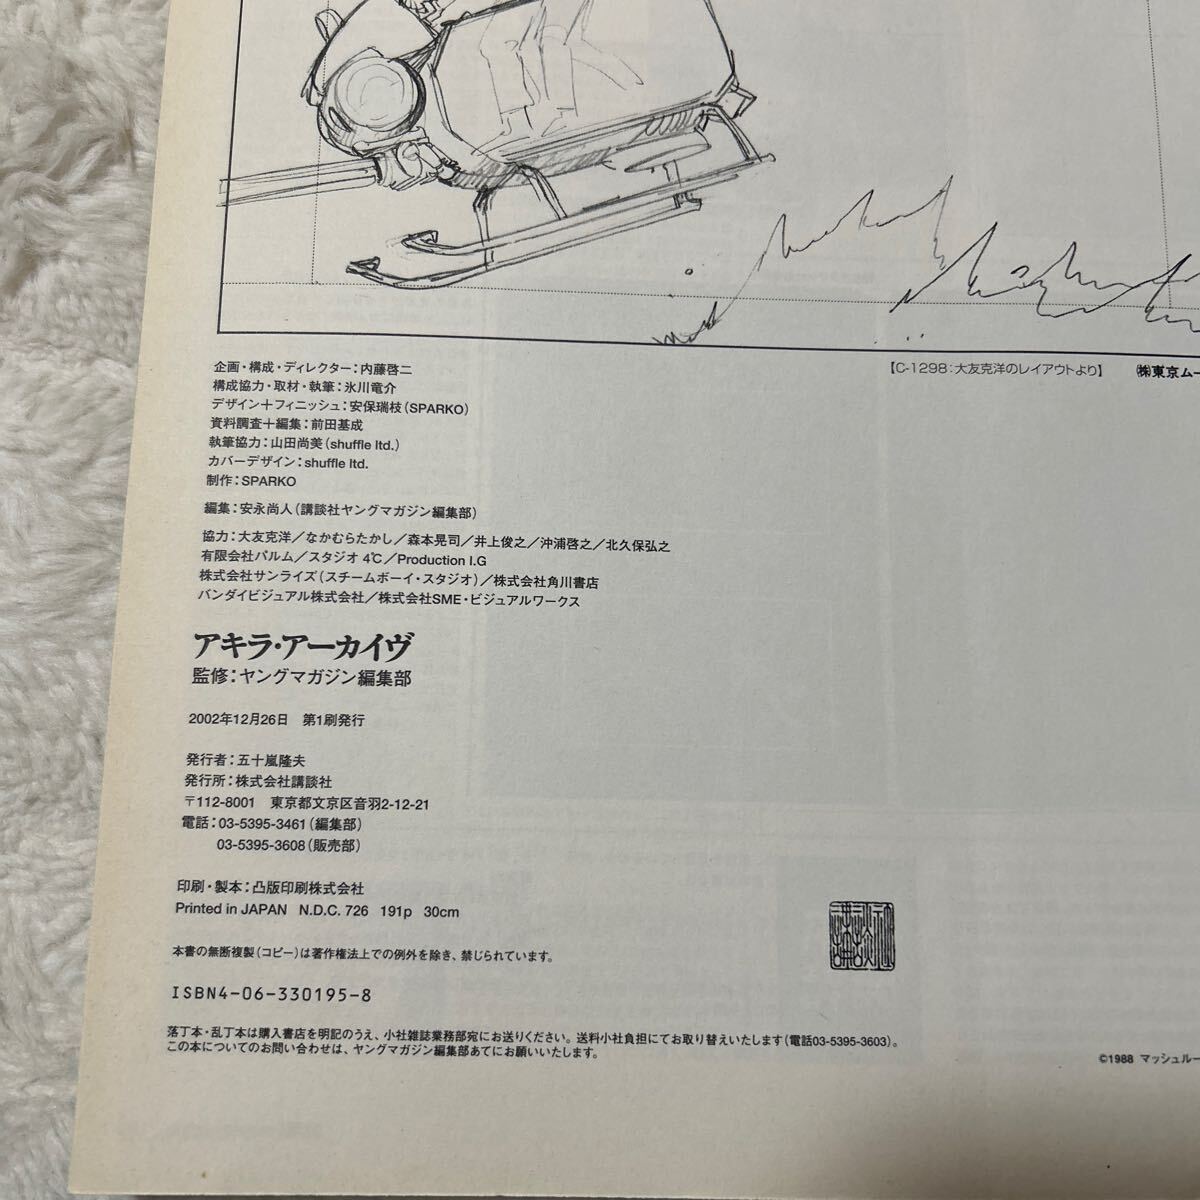 【C-1298：大友克洋のレイアウトより】　㈱東京ムー
企画・構成・ディレクター：内藤啓二
構成協力・取材・執筆：氷川竜介
デザイン＋フィニッシュ：安保瑞枝（SPARKO）
資料調査＋編集：前田基成
執筆協力：山田尚美（shuffle ltd.）
カバーデザイン：shuffle ltd.
制作：SPARKO
編集：安永尚人（講談社ヤングマガジン編集部）
協力：大友克洋／なかむらたかし／森本晃司／井上俊之／沖浦啓之／北久保弘之
有限会社パルム／スタジオ 4℃／Production I.G
株式会社サンライズ（スチームボーイ・スタジオ）／株式会社角川書店
バンダイビジュアル株式会社／株式会社SME・ビジュアルワークス
アキラ・アーカイヴ
監修：ヤングマガジン編集部
2002年12月26日　第1刷発行
発行者：五十嵐隆夫
発行所：株式会社講談社
〒112-8001　東京都文京区音羽2-12-21
電話：03-5395-3461（編集部）
03-5395-3608（販売部）
印刷・製本：凸版印刷株式会社
Printed in JAPAN　N.D.C. 726　191p　30cm
本書の無断複製（コピー）は著作権法上での例外を除き、禁じられています。
ISBN4-06-330195-8
落丁本・乱丁本は購入書店を明記のうえ、小社雑誌業務部宛にお送りください。送料小社負担にてお取り替えいたします（電話03-5395-3603）。
この本についてのお問い合わせは、ヤングマガジン編集部あてにお願いいたします。
©1988 マッシュルー